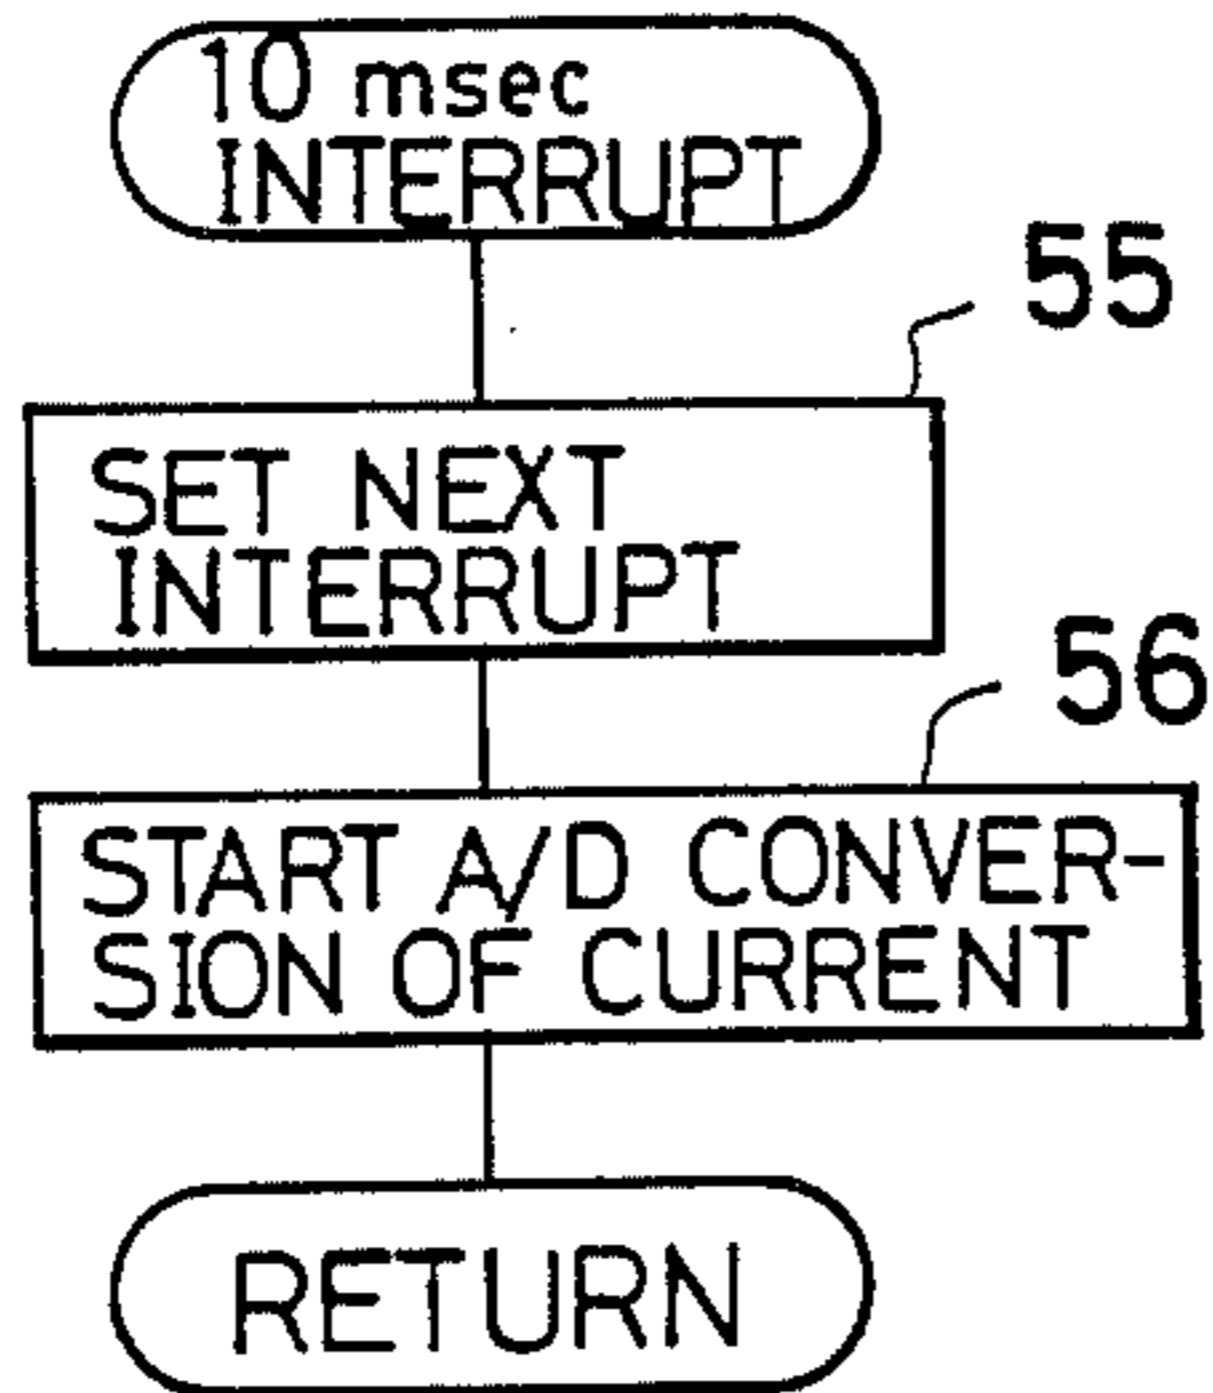 10 msec
INTERRUPT
55
SET NEXT
INTERRUPT
56
START A/D CONVER-
SION OF CURRENT
RETURN